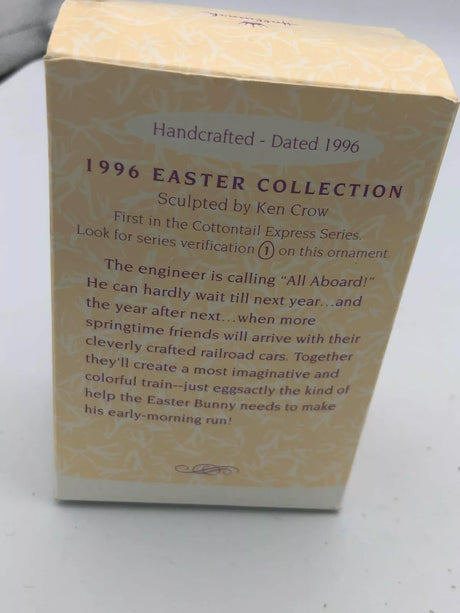 Hallmark
Handcrafted - Dated 1996
1996 EASTER COLLECTION
Sculpted by Ken Crow
First in the Cottontail Express Series.
Look for series verification 1 on this ornament.
The engineer is calling "All Aboard!"
He can hardly wait till next year...and
the year after next...when more
springtime friends will arrive with their
cleverly crafted railroad cars. Together
they'll create a most imaginative and
colorful train--just eggsactly the kind of
help the Easter Bunny needs to make
his early-morning run!